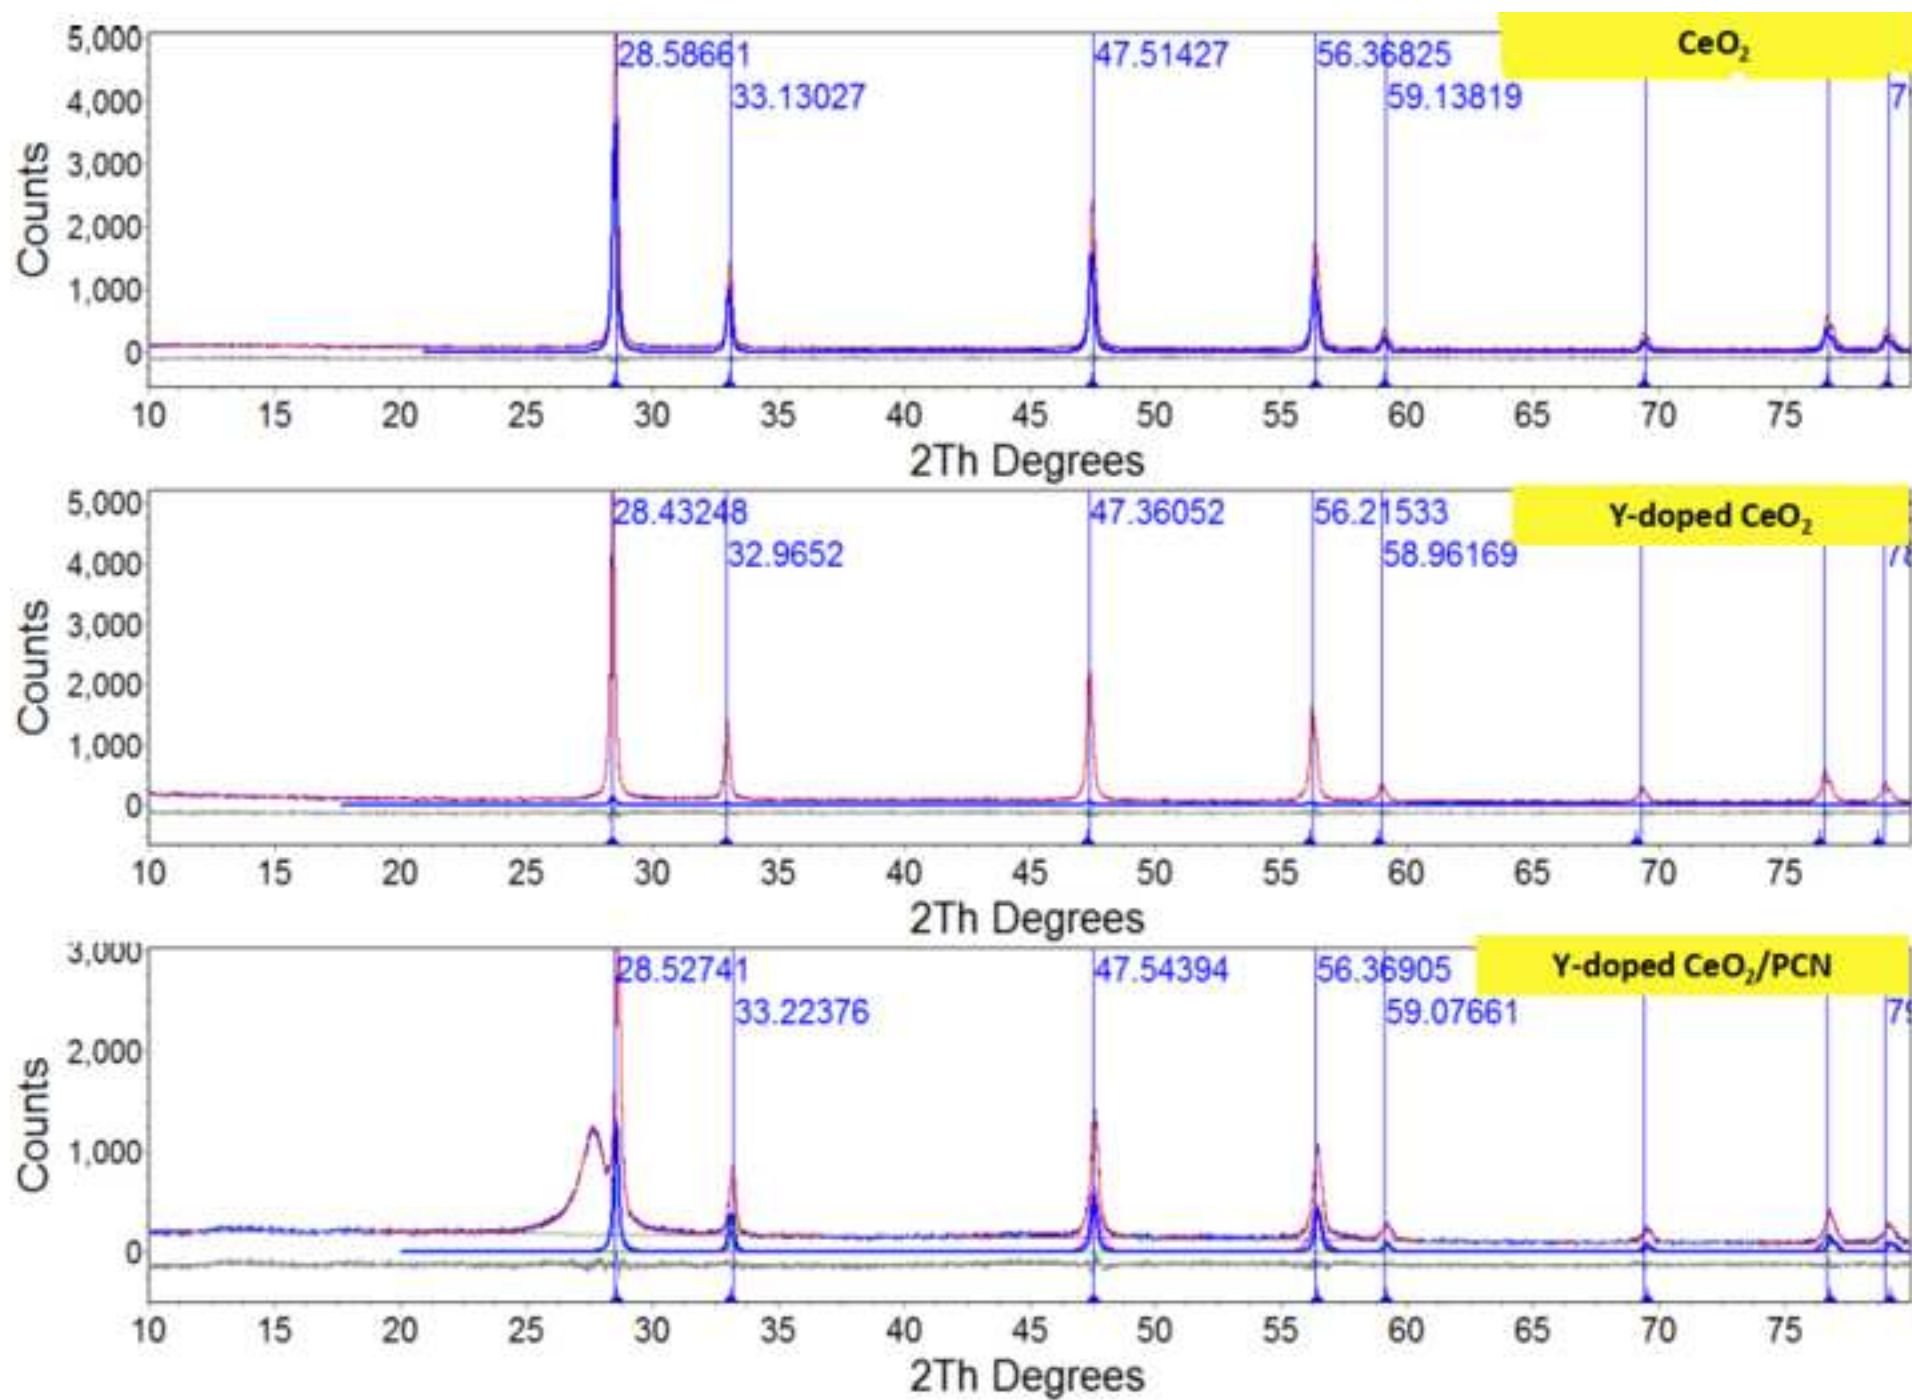 CeO₂
5,000
4,000
3,000
2,000
1,000
0
Counts
28.58661
33.13027
47.51427
56.36825
59.13819
10 15 20 25 30 35 40 45 50 55 60 65 70 75
2Th Degrees
Y-doped CeO₂
5,000
4,000
3,000
2,000
1,000
0
Counts
28.43248
32.9652
47.36052
56.21533
58.96169
10 15 20 25 30 35 40 45 50 55 60 65 70 75
2Th Degrees
Y-doped CeO₂/PCN
3,000
2,000
1,000
0
Counts
28.52741
33.22376
47.54394
56.36905
59.07661
10 15 20 25 30 35 40 45 50 55 60 65 70 75
2Th Degrees